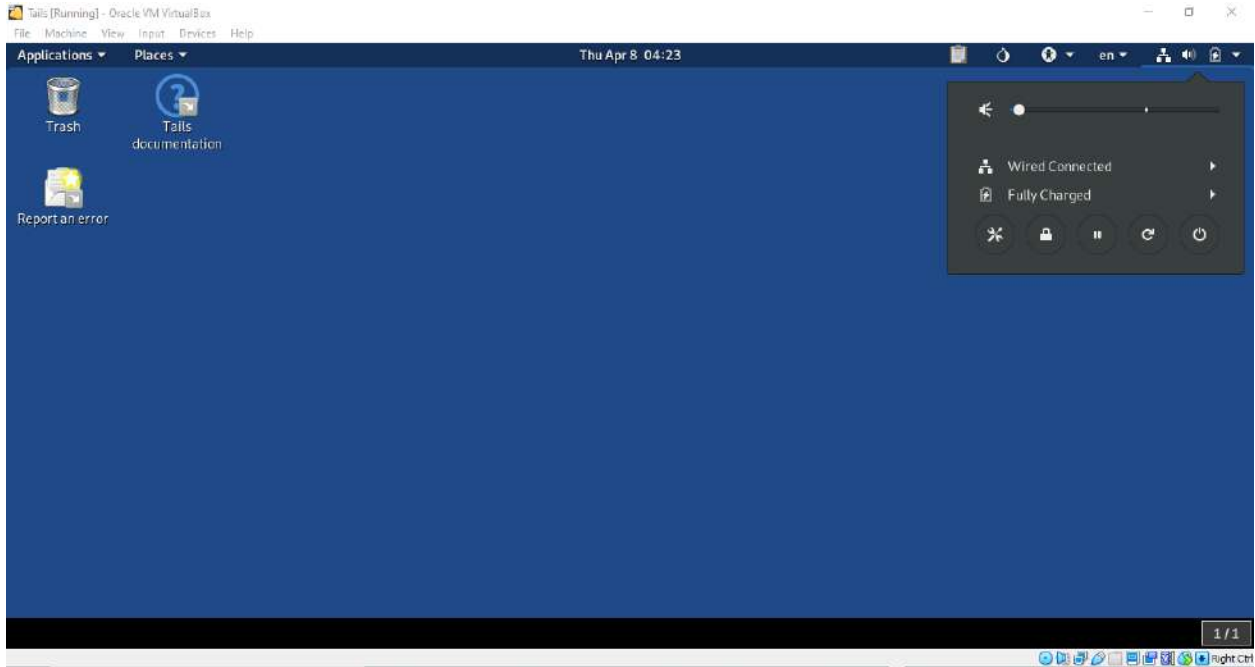 Tails [Running] - Oracle VM VirtualBox
File Machine View Input Devices Help
Applications Places Thu Apr 8 04:23 en
Trash
Tails
documentation
Report an error
Wired Connected
Fully Charged
1/1
Right Ctrl